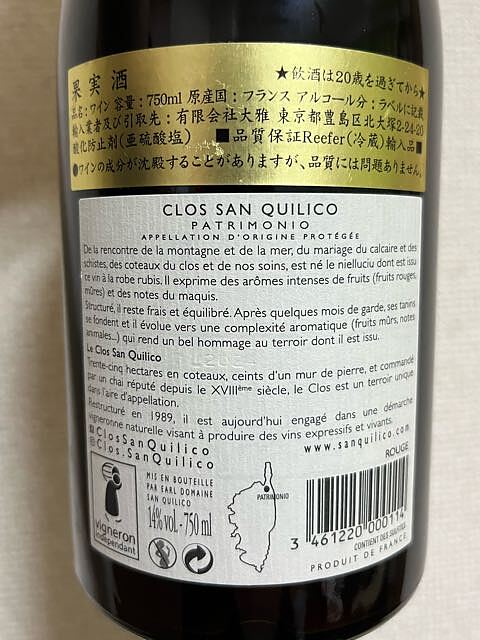 果実酒
★飲酒は20歳を過ぎてから★
品名：ワイン 容量：750ml 原産国：フランス アルコール分：ラベルに記載
輸入業者及び引取先：有限会社大雅 東京都豊島区北大塚2-24-20
酸化防止剤(亜硫酸塩) ■品質保証Reefer(冷蔵)輸入品■
●ワインの成分が沈殿することがありますが、品質には問題ありません。
CLOS SAN QUILICO
PATRIMONIO
APPELLATION D'ORIGINE PROTÉGÉE
De la rencontre de la montagne et de la mer, du mariage du calcaire et des
schistes, des coteaux du clos et de nos soins, est né le nielluciu dont est issu
ce vin à la robe rubis. Il exprime des arômes intenses de fruits (fruits rouges,
mûres) et des notes du maquis.
Structuré, il reste frais et équilibré. Après quelques mois de garde, ses tanins
se fondent et il évolue vers une complexité aromatique (fruits mûrs, notes
animales...) qui rend un bel hommage au terroir dont il est issu.
Le Clos San Quilico
Trente-cinq hectares en coteaux, ceints d'un mur de pierre, et commandé
par un chai réputé depuis le XVIIIème siècle, le Clos est un terroir unique
dans l'aire d'appellation.
Restructuré en 1989, il est aujourd'hui engagé dans une démarche
vigneronne naturelle visant à produire des vins expressifs et vivants.
ClosSanQuilico
Clos.SanQuilico
www.sanquilico.com
ROUGE
MIS EN BOUTEILLE
PAR EARL DOMAINE
SAN QUILICO
14% vol. - 750 ml
vigneron
indépendant
PATRIMONIO
3 461220 000114
CONTIENT DES SULFITES
PRODUIT DE FRANCE